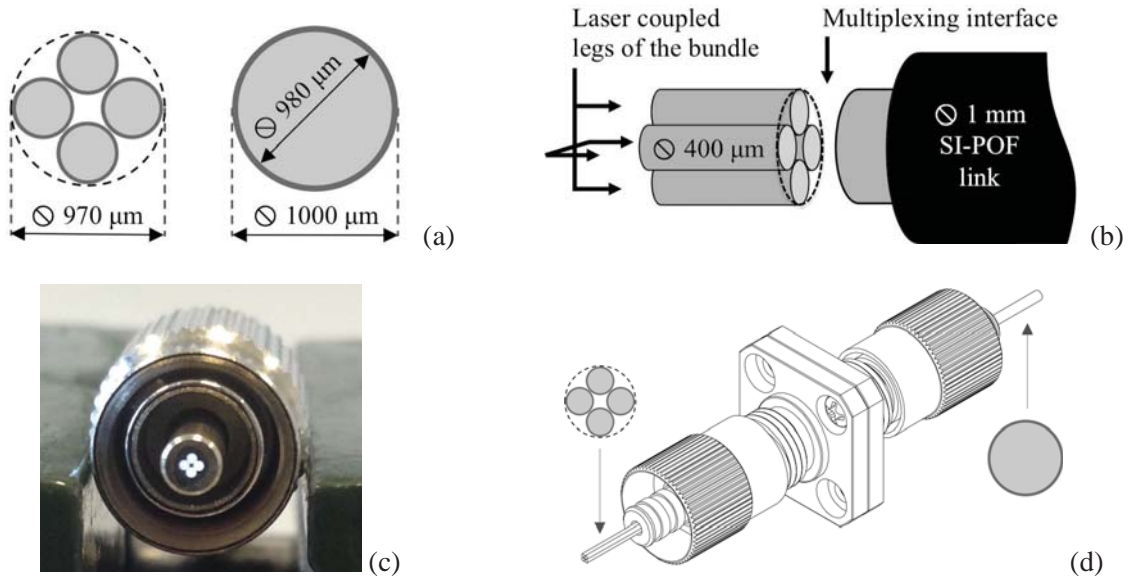 ⦸ 980 μm
⦸ 970 μm
⦸ 1000 μm
(a)
Laser coupled
legs of the bundle
Multiplexing interface
⦸ 400 μm
⦸ 1 mm
SI-POF
link
(b)
(c)
(d)